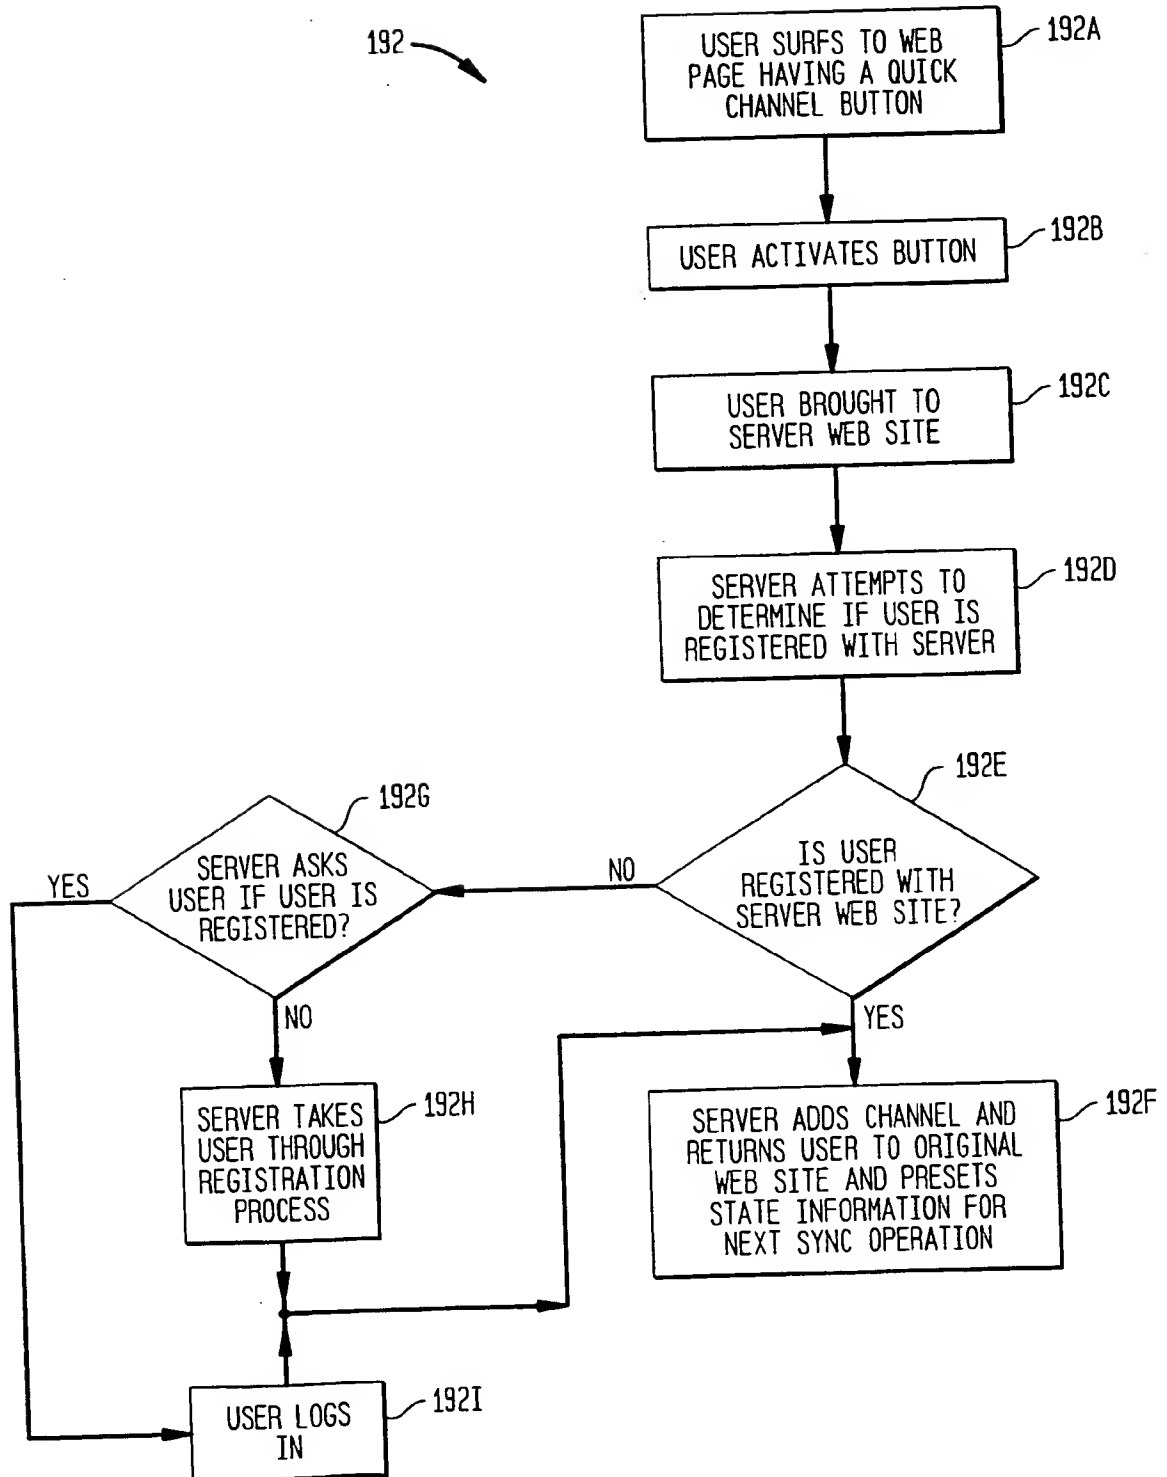 192
192A
USER SURFS TO WEB
PAGE HAVING A QUICK
CHANNEL BUTTON
192B
USER ACTIVATES BUTTON
192C
USER BROUGHT TO
SERVER WEB SITE
192D
SERVER ATTEMPTS TO
DETERMINE IF USER IS
REGISTERED WITH SERVER
192E
IS USER
REGISTERED WITH
SERVER WEB SITE?
NO
YES
192G
SERVER ASKS
USER IF USER IS
REGISTERED?
YES
NO
192H
SERVER TAKES
USER THROUGH
REGISTRATION
PROCESS
192F
SERVER ADDS CHANNEL AND
RETURNS USER TO ORIGINAL
WEB SITE AND PRESETS
STATE INFORMATION FOR
NEXT SYNC OPERATION
192I
USER LOGS
IN